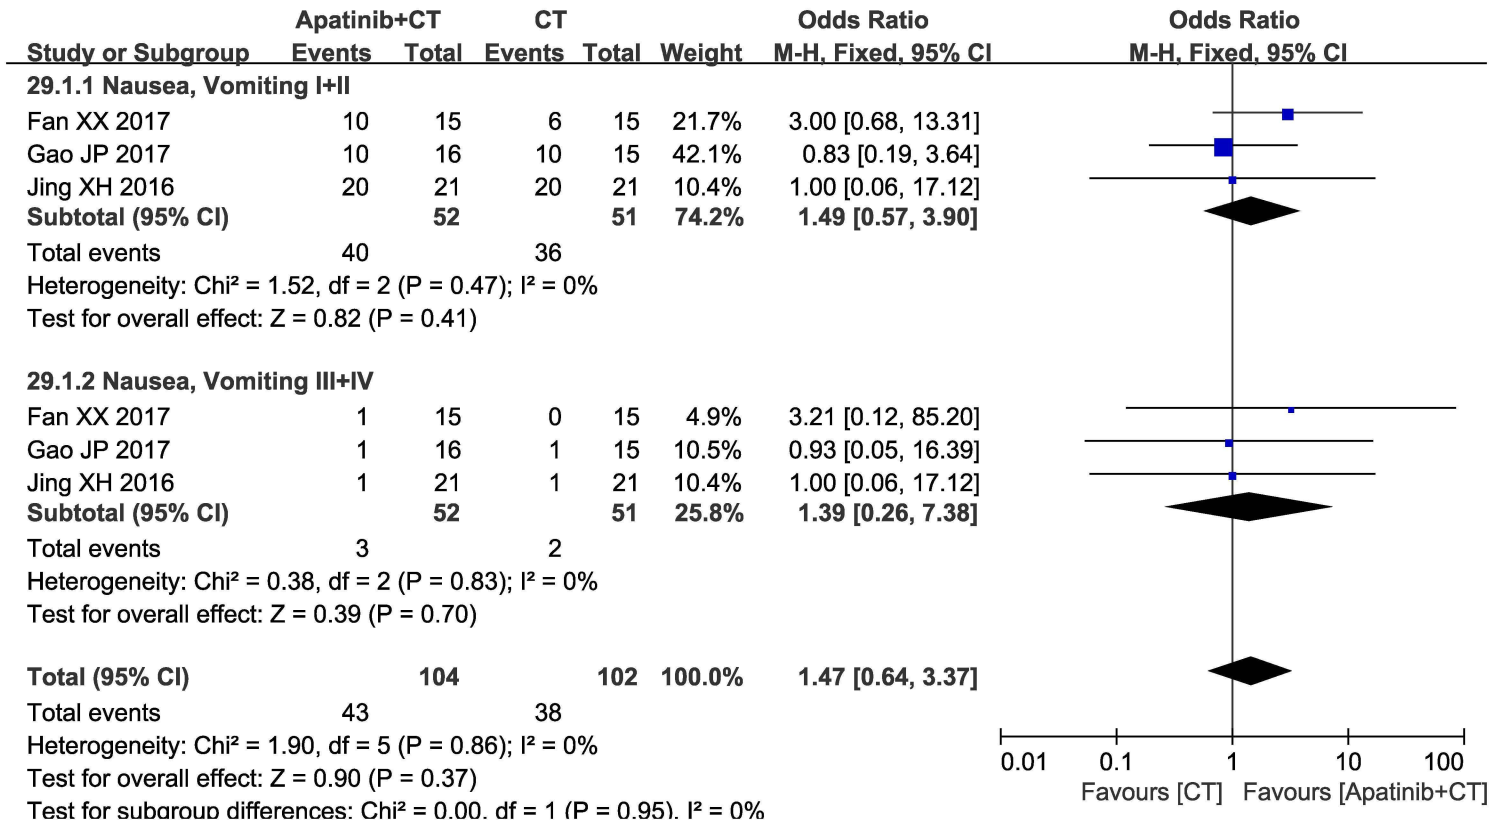 Apatinib+CT CT Odds Ratio Odds Ratio
Study or Subgroup Events Total Events Total Weight M-H, Fixed, 95% CI M-H, Fixed, 95% CI
29.1.1 Nausea, Vomiting I+II
Fan XX 2017 10 15 6 15 21.7% 3.00 [0.68, 13.31]
Gao JP 2017 10 16 10 15 42.1% 0.83 [0.19, 3.64]
Jing XH 2016 20 21 20 21 10.4% 1.00 [0.06, 17.12]
Subtotal (95% CI) 52 51 74.2% 1.49 [0.57, 3.90]
Total events 40 36
Heterogeneity: Chi² = 1.52, df = 2 (P = 0.47); I² = 0%
Test for overall effect: Z = 0.82 (P = 0.41)
29.1.2 Nausea, Vomiting III+IV
Fan XX 2017 1 15 0 15 4.9% 3.21 [0.12, 85.20]
Gao JP 2017 1 16 1 15 10.5% 0.93 [0.05, 16.39]
Jing XH 2016 1 21 1 21 10.4% 1.00 [0.06, 17.12]
Subtotal (95% CI) 52 51 25.8% 1.39 [0.26, 7.38]
Total events 3 2
Heterogeneity: Chi² = 0.38, df = 2 (P = 0.83); I² = 0%
Test for overall effect: Z = 0.39 (P = 0.70)
Total (95% CI) 104 102 100.0% 1.47 [0.64, 3.37]
Total events 43 38
Heterogeneity: Chi² = 1.90, df = 5 (P = 0.86); I² = 0%
Test for overall effect: Z = 0.90 (P = 0.37)
Test for subgroup differences: Chi² = 0.00, df = 1 (P = 0.95), I² = 0%
0.01 0.1 1 10 100
Favours [CT] Favours [Apatinib+CT]